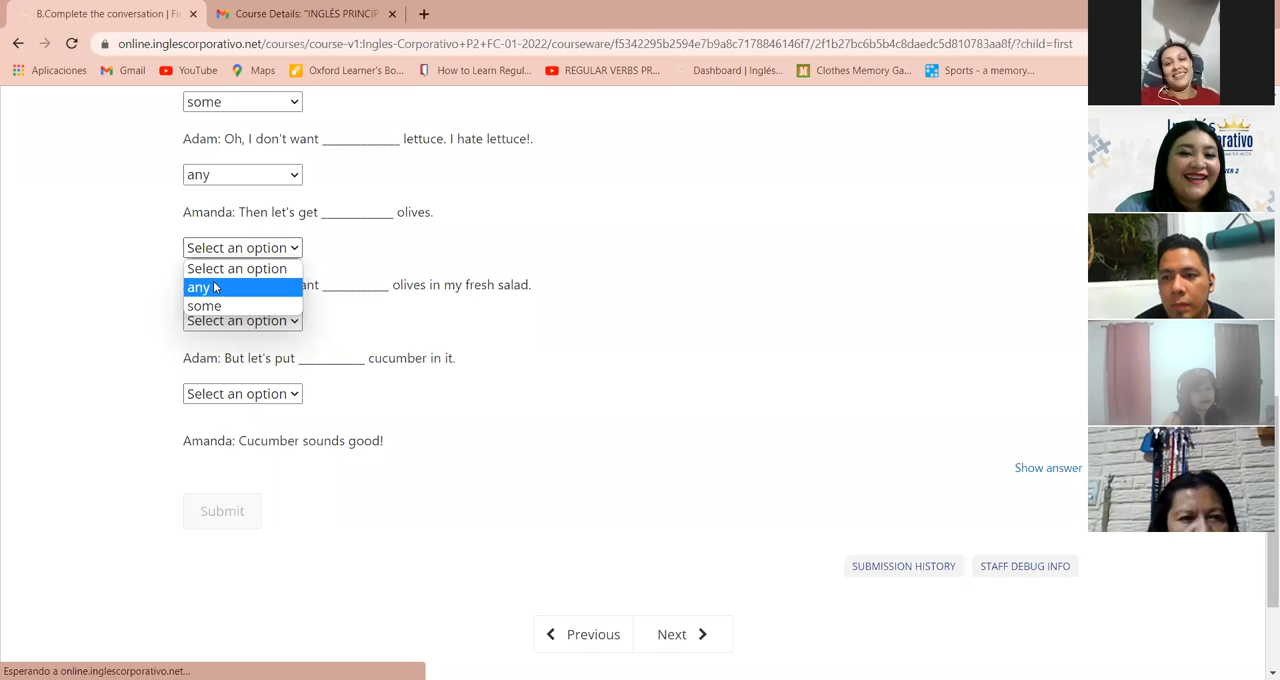 B.Complete the conversation | Fi
Course Details: "INGLÉS PRINCIP
online.inglescorporativo.net/courses/course-v1:Ingles-Corporativo+P2+FC-01-2022/courseware/f5342295b2594e7b9a8c7178846146f7/2f1b27bc6b5b4c8daedc5d810783aa8f/?child=first
Aplicaciones
Gmail
YouTube
Maps
Oxford Learner's Bo...
How to Learn Regul...
REGULAR VERBS PR...
Dashboard | Inglés...
Clothes Memory Ga...
Sports - a memory...
some
Adam: Oh, I don't want ____________ lettuce. I hate lettuce!.
any
Amanda: Then let's get ___________ olives.
Select an option
Select an option
any
some
ant __________ olives in my fresh salad.
Select an option
Adam: But let's put __________ cucumber in it.
Select an option
Amanda: Cucumber sounds good!
Show answer
Submit
SUBMISSION HISTORY
STAFF DEBUG INFO
Previous
Next
Esperando a online.inglescorporativo.net...